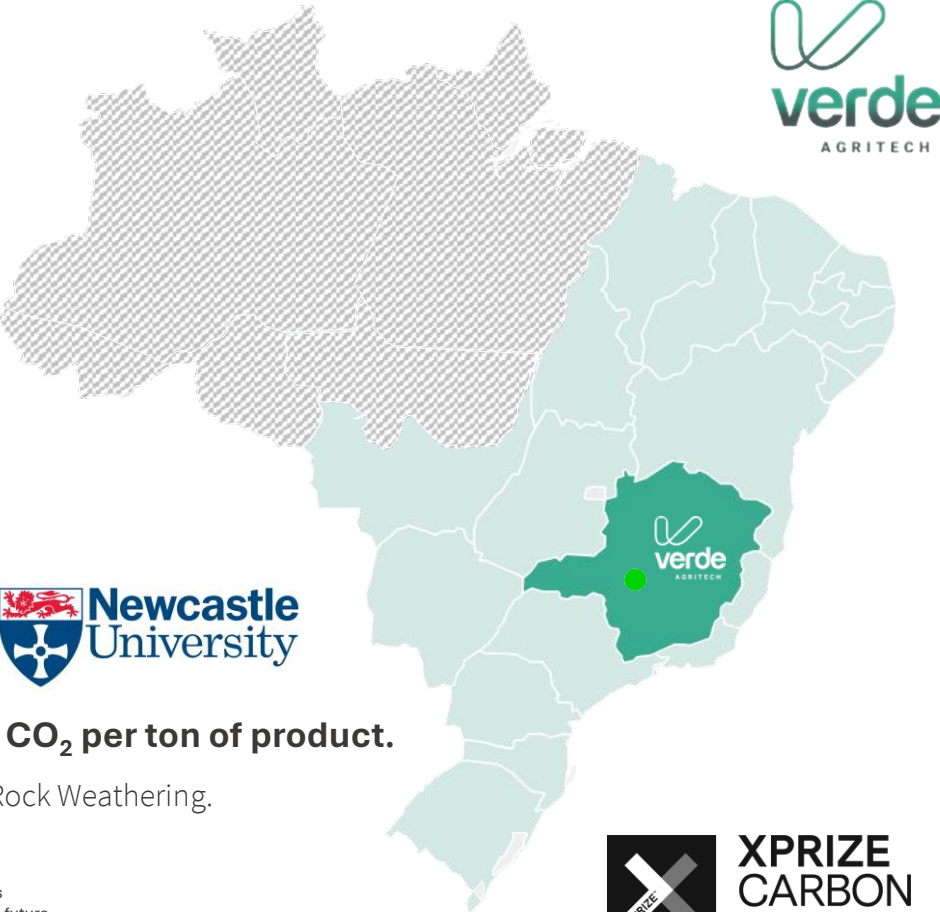 verde
AGRITECH
verde
AGRITECH
Newcastle
University
CO₂ per ton of product.
Rock Weathering.
XPRIZE
CARBON